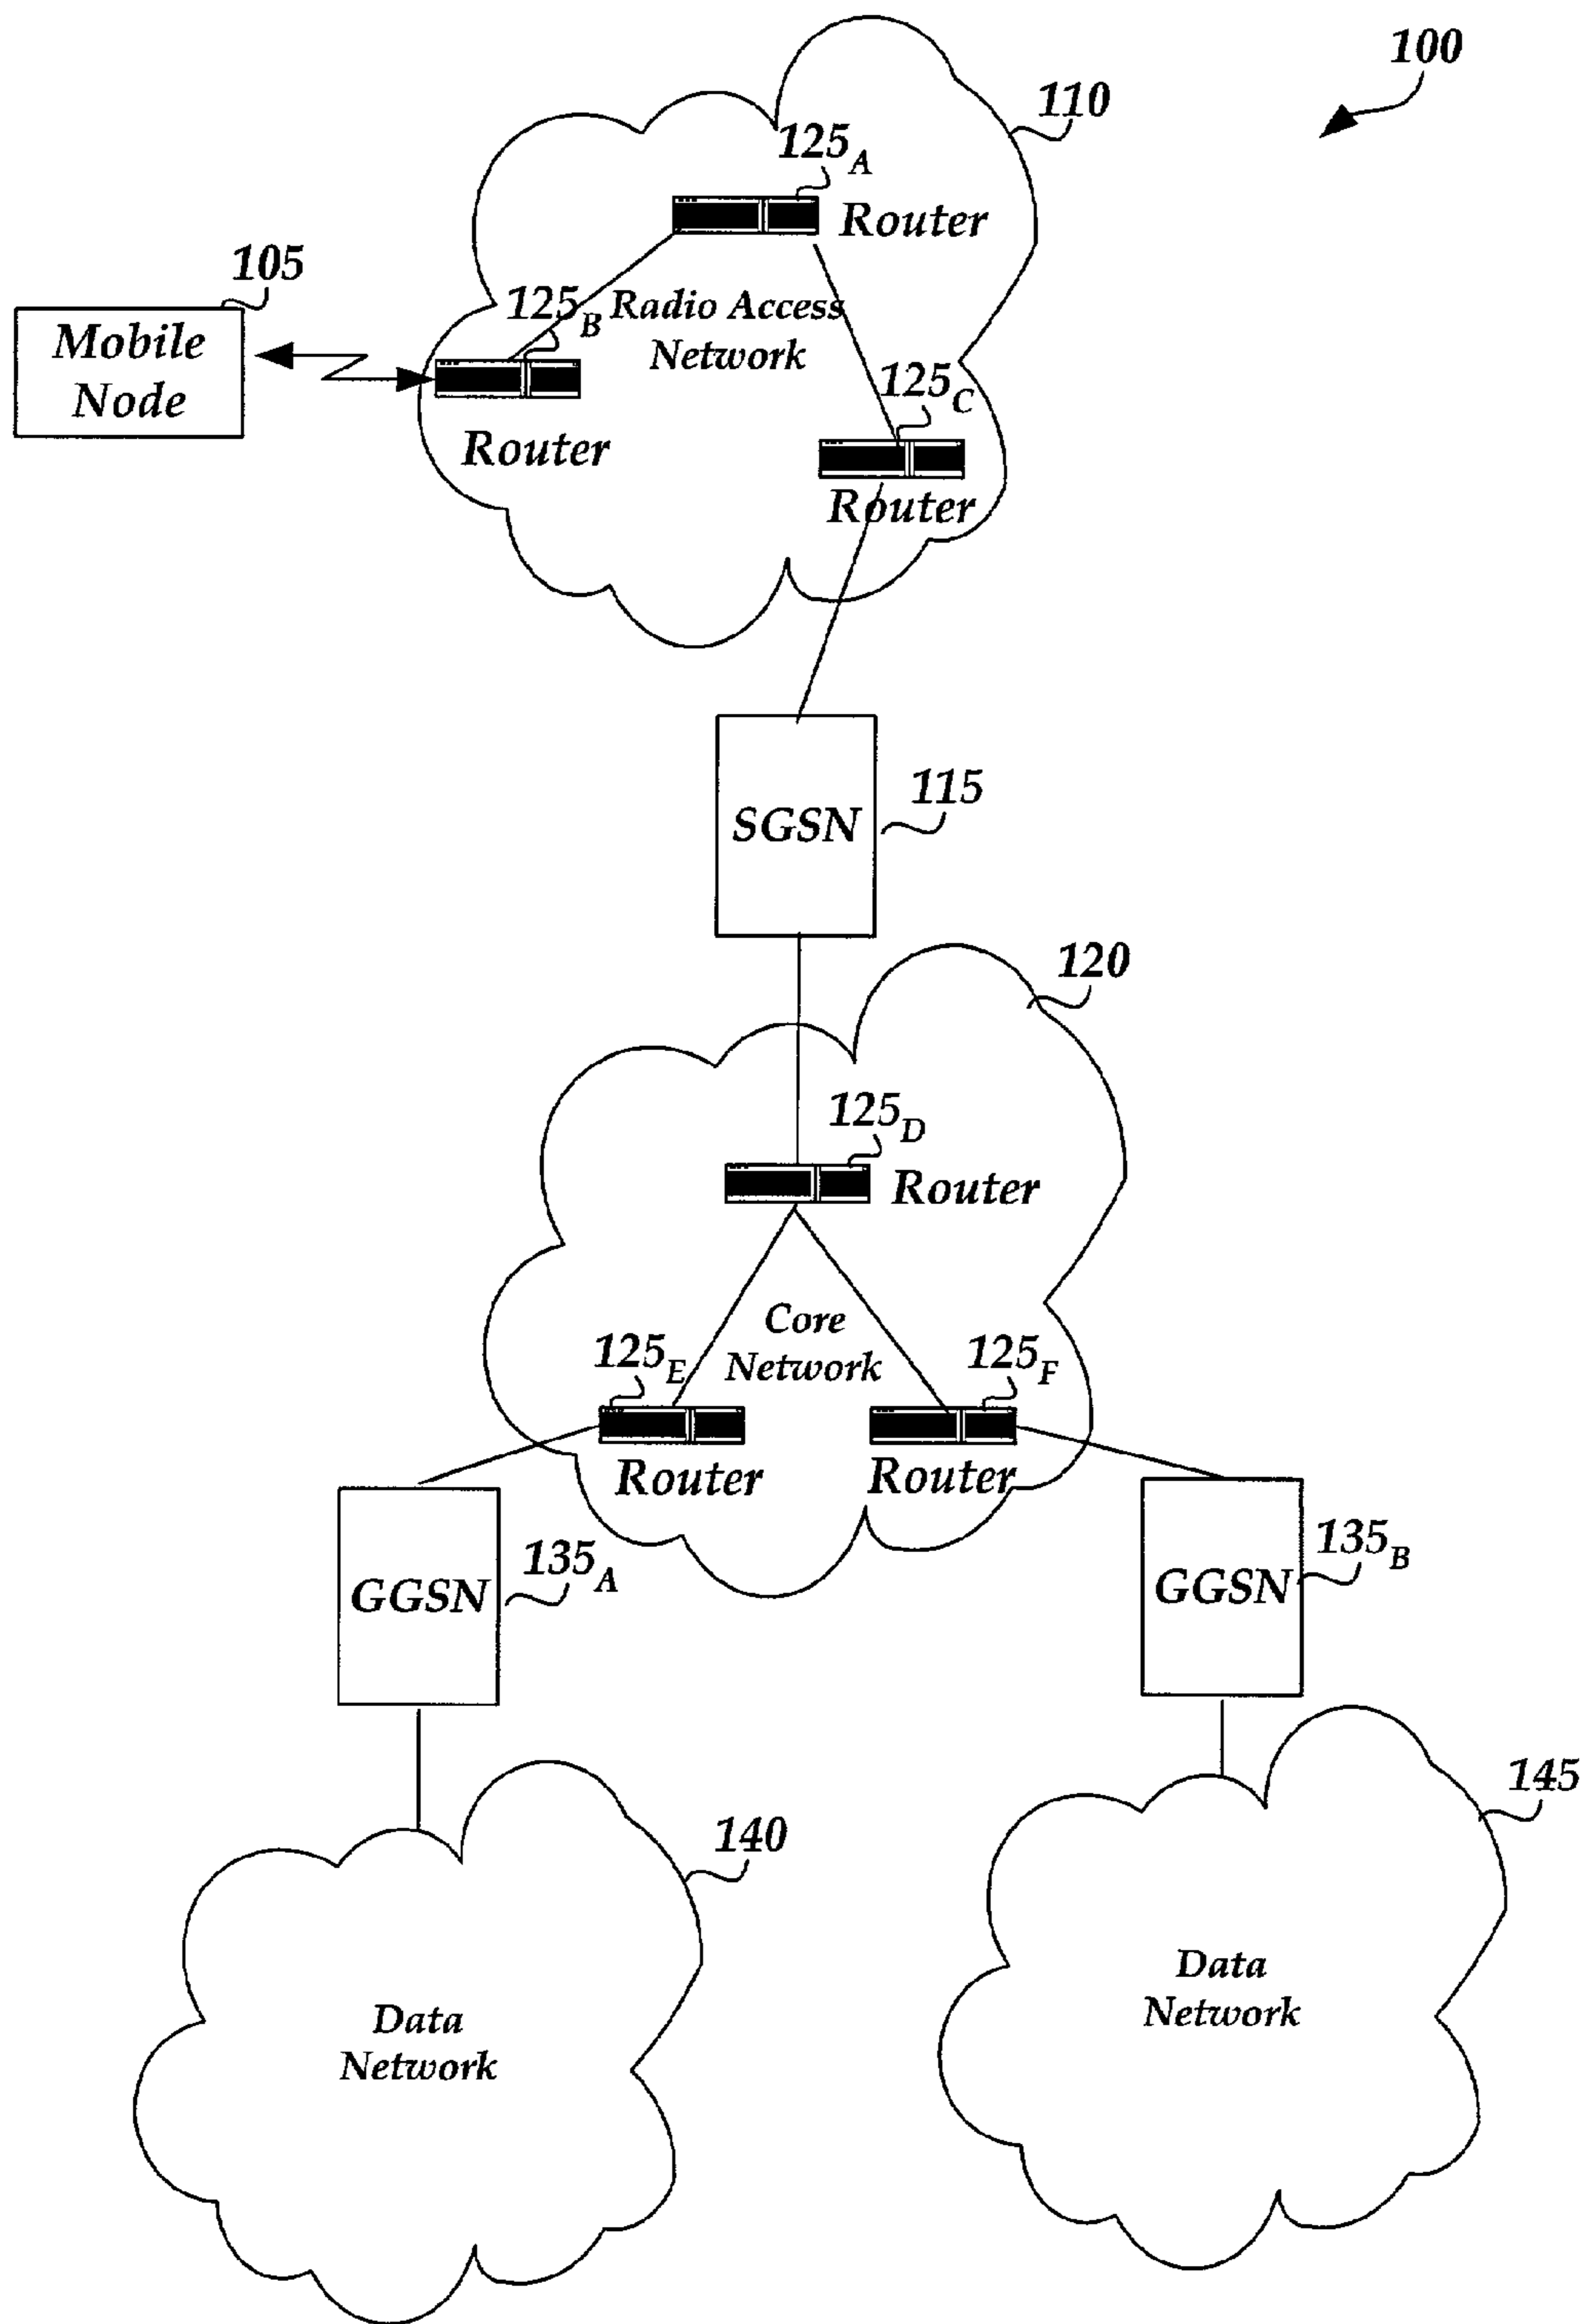 100
110
125A
Router
105
Mobile
Node
125B
Radio Access
Network
125C
Router
Router
SGSN
115
120
125D
Router
Core
Network
125E
125F
Router
Router
GGSN
135A
GGSN
135B
140
145
Data
Network
Data
Network